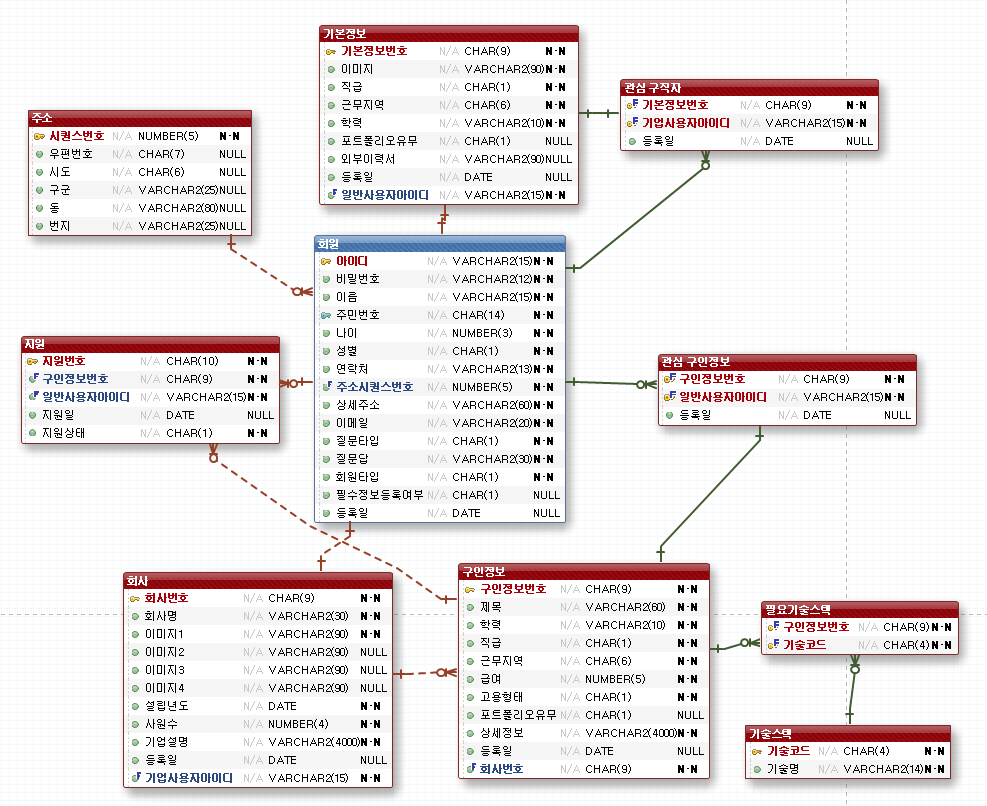 기본정보
기본정보번호 N/A CHAR(9) N-N
이미지 N/A VARCHAR2(90) N-N
직급 N/A CHAR(1) N-N
근무지역 N/A CHAR(6) N-N
학력 N/A VARCHAR2(10) N-N
포트폴리오유무 N/A CHAR(1) NULL
외부이력서 N/A VARCHAR2(90) NULL
등록일 N/A DATE NULL
일반사용자아이디 N/A VARCHAR2(15) N-N
관심 구직자
기본정보번호 N/A CHAR(9) N-N
기업사용자아이디 N/A VARCHAR2(15) N-N
등록일 N/A DATE NULL
주소
시퀀스번호 N/A NUMBER(5) N-N
우편번호 N/A CHAR(7) NULL
시도 N/A CHAR(6) NULL
구군 N/A VARCHAR2(25) NULL
동 N/A VARCHAR2(80) NULL
번지 N/A VARCHAR2(25) NULL
회원
아이디 N/A VARCHAR2(15) N-N
비밀번호 N/A VARCHAR2(12) N-N
이름 N/A VARCHAR2(15) N-N
주민번호 N/A CHAR(14) N-N
나이 N/A NUMBER(3) N-N
성별 N/A CHAR(1) N-N
연락처 N/A VARCHAR2(13) N-N
주소시퀀스번호 N/A NUMBER(5) N-N
상세주소 N/A VARCHAR2(60) N-N
이메일 N/A VARCHAR2(20) N-N
질문타입 N/A CHAR(1) N-N
질문답 N/A VARCHAR2(30) N-N
회원타입 N/A CHAR(1) N-N
필수정보등록여부 N/A CHAR(1) NULL
등록일 N/A DATE NULL
지원
지원번호 N/A CHAR(10) N-N
구인정보번호 N/A CHAR(9) N-N
일반사용자아이디 N/A VARCHAR2(15) N-N
지원일 N/A DATE NULL
지원상태 N/A CHAR(1) N-N
관심 구인정보
구인정보번호 N/A CHAR(9) N-N
일반사용자아이디 N/A VARCHAR2(15) N-N
등록일 N/A DATE NULL
회사
회사번호 N/A CHAR(9) N-N
회사명 N/A VARCHAR2(30) N-N
이미지1 N/A VARCHAR2(90) N-N
이미지2 N/A VARCHAR2(90) NULL
이미지3 N/A VARCHAR2(90) NULL
이미지4 N/A VARCHAR2(90) NULL
설립년도 N/A DATE N-N
사원수 N/A NUMBER(4) N-N
기업설명 N/A VARCHAR2(4000) N-N
등록일 N/A DATE NULL
기업사용자아이디 N/A VARCHAR2(15) N-N
구인정보
구인정보번호 N/A CHAR(9) N-N
제목 N/A VARCHAR2(60) N-N
학력 N/A VARCHAR2(10) N-N
직급 N/A CHAR(1) N-N
근무지역 N/A CHAR(6) N-N
급여 N/A NUMBER(5) N-N
고용형태 N/A CHAR(1) N-N
포트폴리오유무 N/A CHAR(1) NULL
상세정보 N/A VARCHAR2(4000) N-N
등록일 N/A DATE NULL
회사번호 N/A CHAR(9) N-N
필요기술스택
구인정보번호 N/A CHAR(9) N-N
기술코드 N/A CHAR(4) N-N
기술스택
기술코드 N/A CHAR(4) N-N
기술명 N/A VARCHAR2(14) N-N